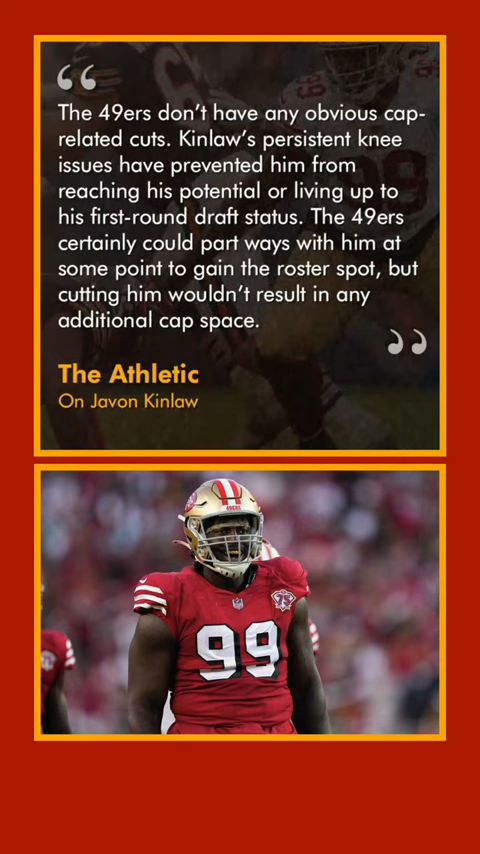 “
The 49ers don’t have any obvious cap-
related cuts. Kinlaw’s persistent knee
issues have prevented him from
reaching his potential or living up to
his first-round draft status. The 49ers
certainly could part ways with him at
some point to gain the roster spot, but
cutting him wouldn’t result in any
additional cap space.
”
The Athletic
On Javon Kinlaw
49ERS
99